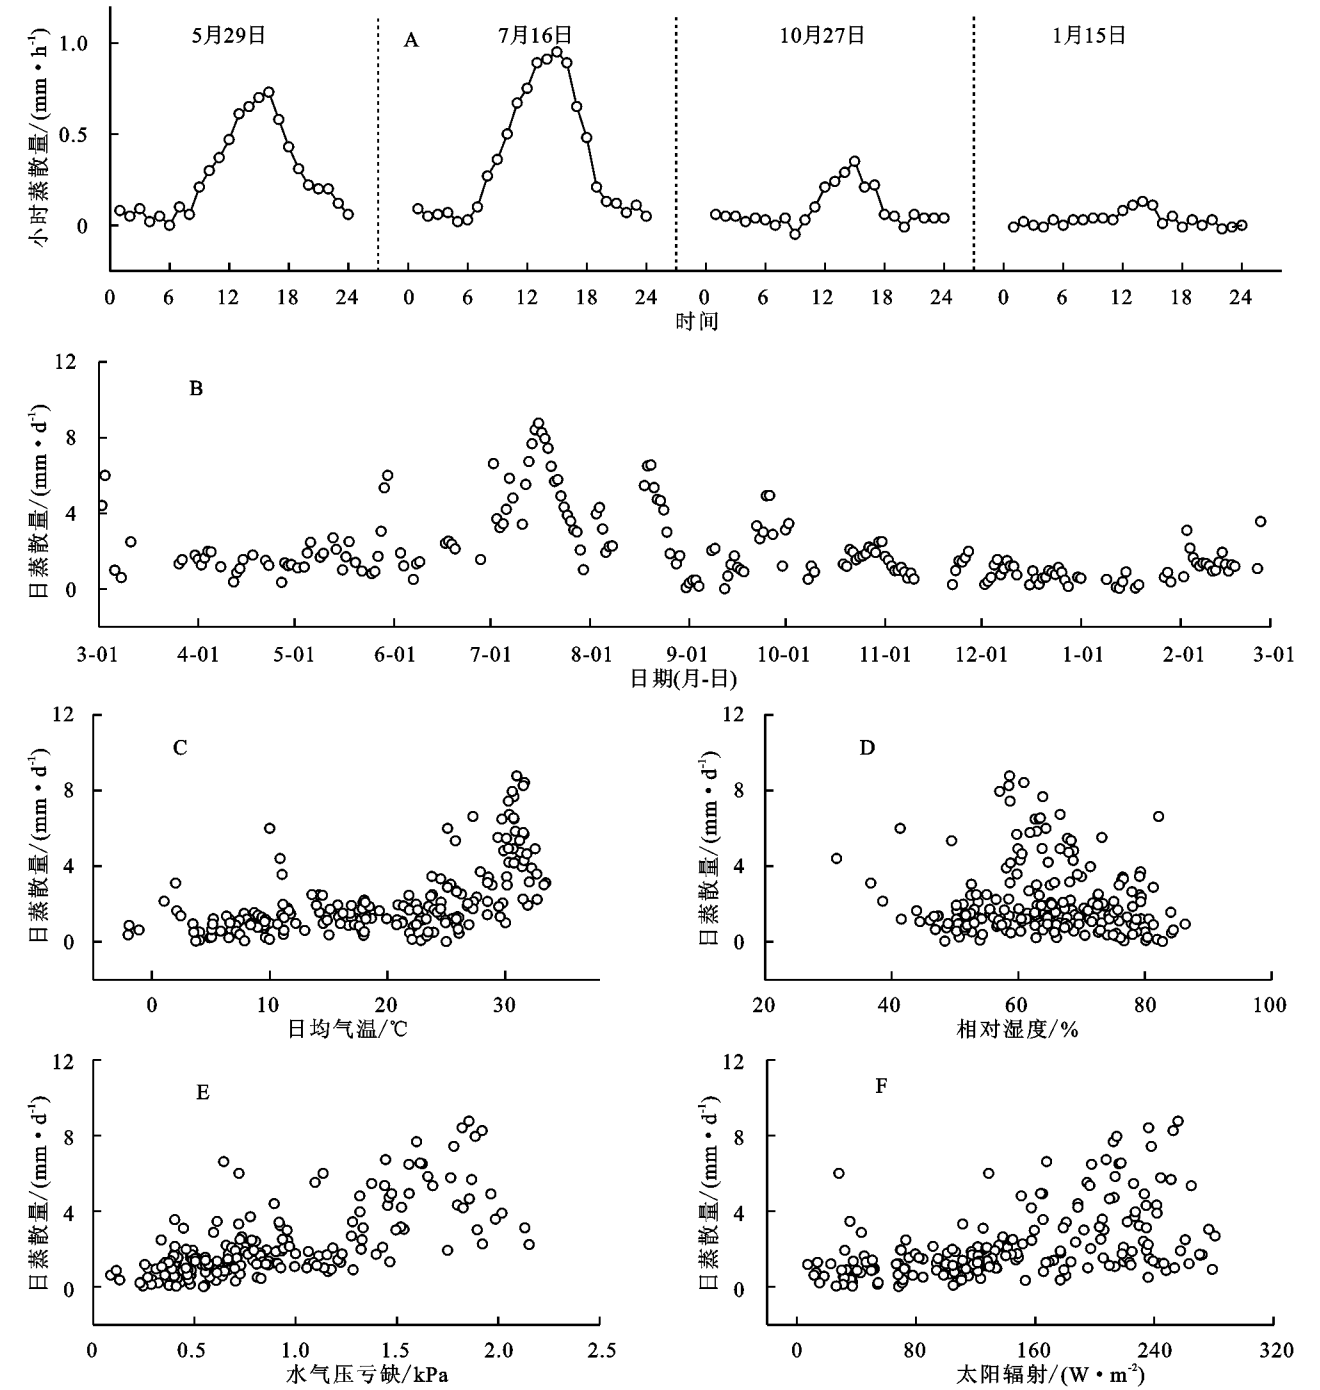 5月29日 A 7月16日 10月27日 1月15日
小时蒸散量/(mm·h⁻¹)
1.0
0.5
0
0 6 12 18 24 0 6 12 18 24 0 6 12 18 24 0 6 12 18 24
时间
B
日蒸散量/(mm·d⁻¹)
12
8
4
0
3-01 4-01 5-01 6-01 7-01 8-01 9-01 10-01 11-01 12-01 1-01 2-01 3-01
日期(月-日)
C
日蒸散量/(mm·d⁻¹)
12
8
4
0
0 10 20 30
日均气温/℃
D
日蒸散量/(mm·d⁻¹)
12
8
4
0
20 40 60 80 100
相对湿度/%
E
日蒸散量/(mm·d⁻¹)
12
8
4
0
0 0.5 1.0 1.5 2.0 2.5
水气压亏缺/kPa
F
日蒸散量/(mm·d⁻¹)
12
8
4
0
0 80 160 240 320
太阳辐射/(W·m⁻²)